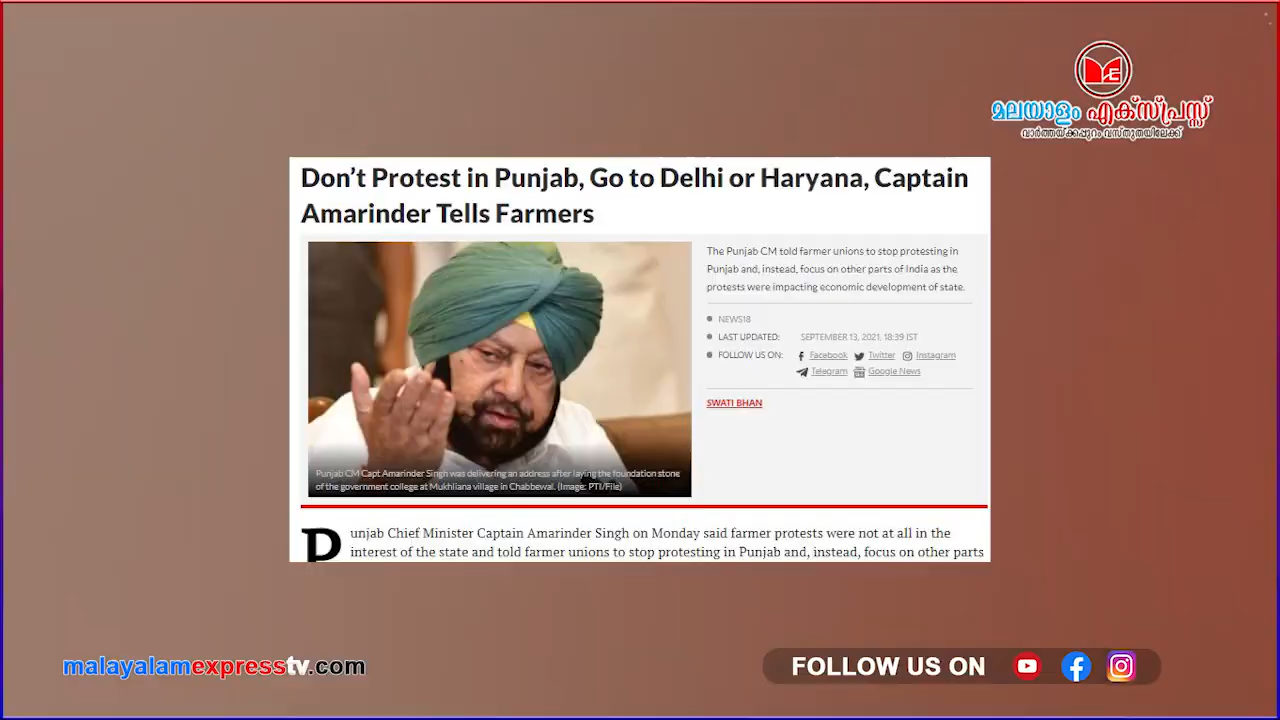 മലയാളം എക്സ്പ്രസ്സ്
വാർത്തയ്ക്കപ്പുറം വസ്തുതയിലേക്ക്
Don't Protest in Punjab, Go to Delhi or Haryana, Captain
Amarinder Tells Farmers
The Punjab CM told farmer unions to stop protesting in
Punjab and, instead, focus on other parts of India as the
protests were impacting economic development of state.
NEWS18
LAST UPDATED: SEPTEMBER 13, 2021, 18:39 IST
FOLLOW US ON: Facebook Twitter Instagram
Telegram Google News
SWATI BHAN
Punjab CM Capt Amarinder Singh was delivering an address after laying the foundation stone
of the government college at Mukhliana village in Chabbewal. (Image: PTI/File)
Punjab Chief Minister Captain Amarinder Singh on Monday said farmer protests were not at all in the
interest of the state and told farmer unions to stop protesting in Punjab and, instead, focus on other parts
malayalamexpresstv.com
FOLLOW US ON